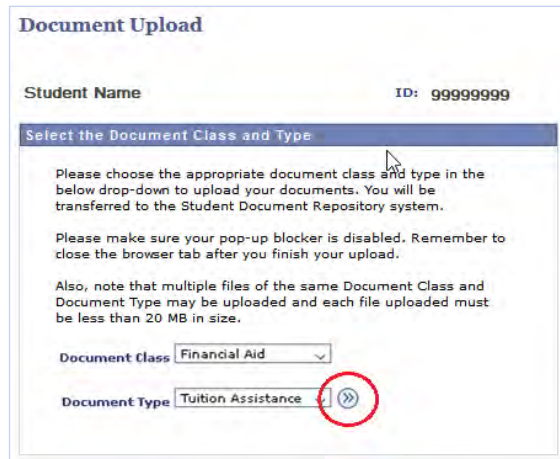 Document Upload
Student Name ID: 99999999
Select the Document Class and Type
Please choose the appropriate document class and type in the
below drop-down to upload your documents. You will be
transferred to the Student Document Repository system.
Please make sure your pop-up blocker is disabled. Remember to
close the browser tab after you finish your upload.
Also, note that multiple files of the same Document Class and
Document Type may be uploaded and each file uploaded must
be less than 20 MB in size.
Document Class Financial Aid
Document Type Tuition Assistance